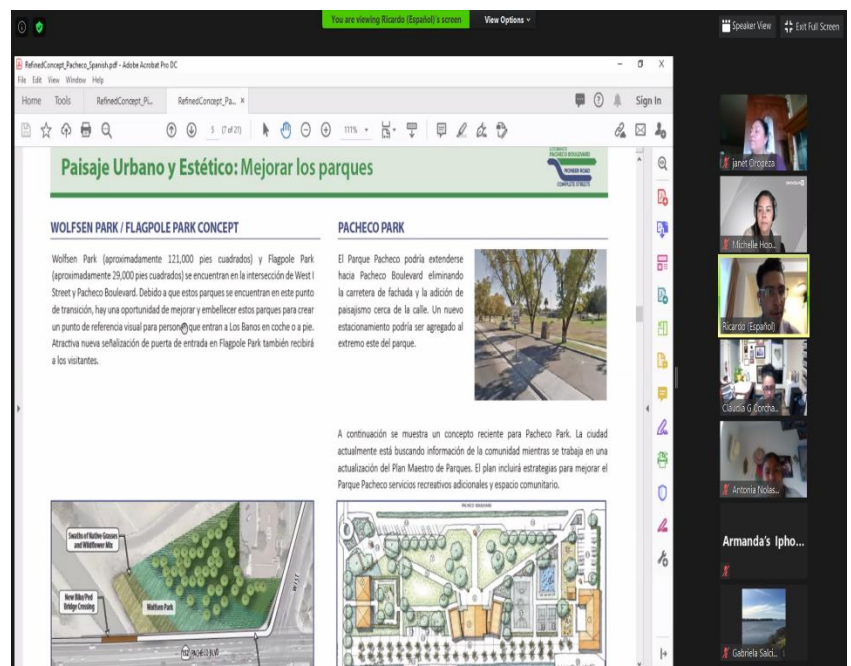 You are viewing Ricardo (Español)'s screen
View Options
Speaker View
Exit Full Screen
RefinedConcept_Pacheco_Spanish.pdf - Adobe Acrobat Pro DC
File Edit View Window Help
Home Tools RefinedConcept_Pi... RefinedConcept_Pa... ×
Sign In
3 (7 of 21)
111%
Paisaje Urbano y Estético: Mejorar los parques
PACHECO BOULEVARD
PIONEER ROAD
COMPLETE STREETS
WOLFSEN PARK / FLAGPOLE PARK CONCEPT
Wolfsen Park (aproximadamente 121,000 pies cuadrados) y Flagpole Park
(aproximadamente 29,000 pies cuadrados) se encuentran en la intersección de West I
Street y Pacheco Boulevard. Debido a que estos parques se encuentran en este punto
de transición, hay una oportunidad de mejorar y embellecer estos parques para crear
un punto de referencia visual para personas que entran a Los Banos en coche o a pie.
Atractiva nueva señalización de puerta de entrada en Flagpole Park también recibirá
a los visitantes.
PACHECO PARK
El Parque Pacheco podría extenderse
hacia Pacheco Boulevard eliminando
la carretera de fachada y la adición de
paisajismo cerca de la calle. Un nuevo
estacionamiento podría ser agregado al
extremo este del parque.
A continuación se muestra un concepto reciente para Pacheco Park. La ciudad
actualmente está buscando información de la comunidad mientras se trabaja en una
actualización del Plan Maestro de Parques. El plan incluirá estrategias para mejorar el
Parque Pacheco servicios recreativos adicionales y espacio comunitario.
Swaths of Native Grasses
and Wildflower Mix
New Bike/Ped
Bridge Crossing
Wolfsen Park
W I ST
152 PACHECO BLVD
PACHECO BOULEVARD
janet Oropeza
Michelle Hoo...
Ricardo (Español)
Claudia G Corcha...
Antonia Nolas...
Armanda's Ipho...
Gabriela Salci...